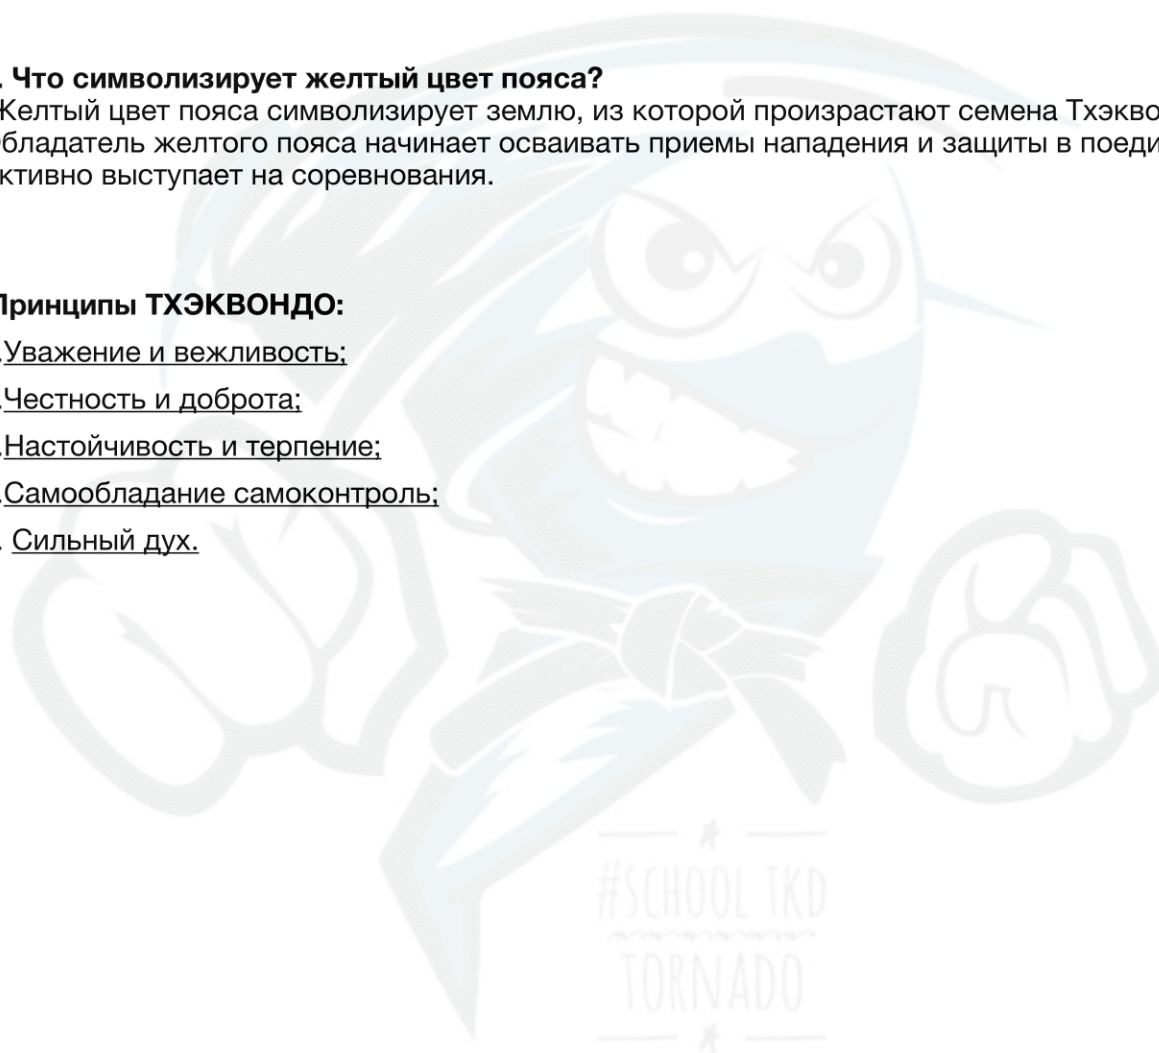 . Что символизирует желтый цвет пояса?
Желтый цвет пояса символизирует землю, из которой произрастают семена Тхэкво
бладатель желтого пояса начинает осваивать приемы нападения и защиты в поеди
ктивно выступает на соревнования.
Принципы ТХЭКВОНДО:
.Уважение и вежливость;
.Честность и доброта;
.Настойчивость и терпение;
.Самообладание самоконтроль;
. Сильный дух.
#SCHOOL TKD
TORNADO